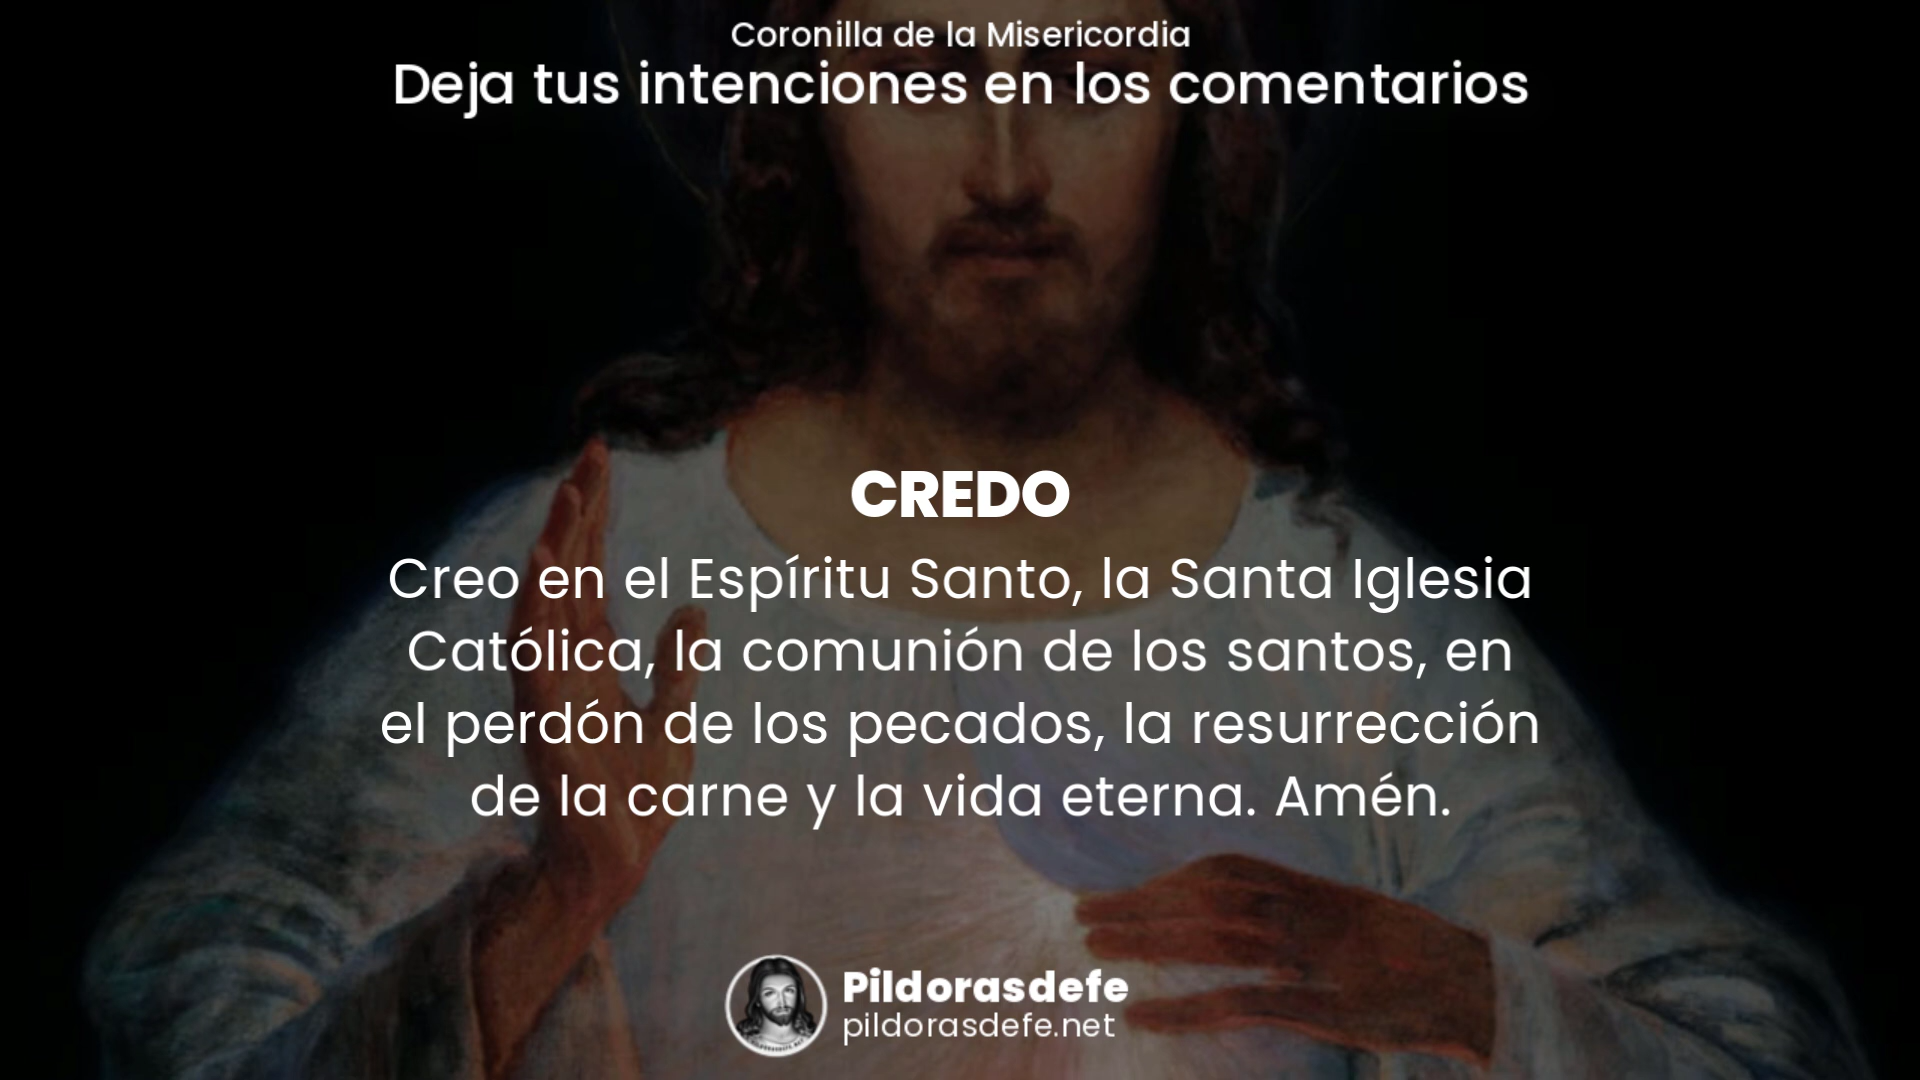 Coronilla de la Misericordia
Deja tus intenciones en los comentarios
CREDO
Creo en el Espíritu Santo, la Santa Iglesia
Católica, la comunión de los santos, en
el perdón de los pecados, la resurrección
de la carne y la vida eterna. Amén.
Pildorasdefe
pildorasdefe.net